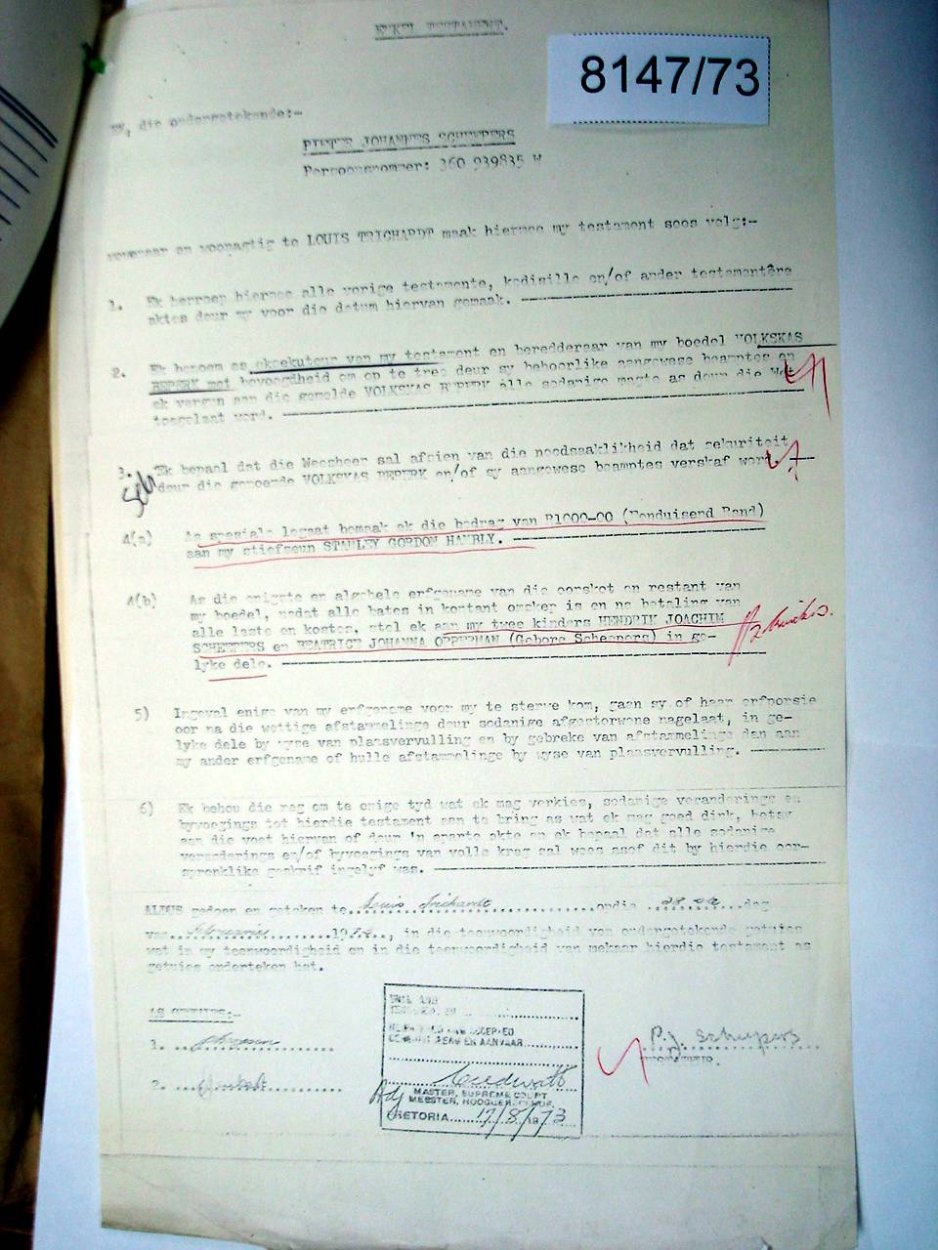 ENKEL TESTAMENT.
8147/73
Ek, die ondergetekende:-
PIETER JOHANNES SCHEEPERS
Persoonsnommer: 360 939835 W
woonagtig te LOUIS TRICHARDT maak hiermee my testament soos volg:-
1. Ek herroep hiermee alle vorige testamente, kodisille en/of ander testamentêre
aktes deur my voor die datum hiervan gemaak.
2. Ek benoem as eksekuteur van my testament en beredderaar van my boedel VOLKSKAS
BEPERK met bevoegdheid om op te tree deur sy behoorlike aangewese beamptes en
ek vergun aan die gemelde VOLKSKAS BEPERK alle sodanige magte as deur die Wet
toegelaat word.
3. Ek bepaal dat die Weesheer sal afsien van die noodsaaklikheid dat sekuriteit
deur die genoemde VOLKSKAS BEPERK en/of sy aangewese beamptes verskaf word
4(a) As spesiale legaat bemaak ek die bedrag van R1000-00 (Eenduisend Rand)
aan my stiefseun STANLEY GORDON HAMBLY.
4(b) As die enigste en algehele erfgename van die oorskot en restant van
my boedel, nadat alle bates in kontant omskep is en na betaling van
alle laste en kostes, stel ek aan my twee kinders HENDRIK JOACHIM
SCHEEPERS en BEATRICE JOHANNA OPPERMAN (Gebore Scheepers) in ge-
lyke dele.
5) Ingeval enige van my erfgename voor my te sterwe kom, gaan sy of haar erfporsie
oor na die wettige afstammelinge deur sodanige afgestorwene nagelaat, in ge-
lyke dele by wyse van plaasvervulling en by gebreke van afstammelinge dan aan
my ander erfgename of hulle afstammelinge by wyse van plaasvervulling.
6) Ek behou die reg om te enige tyd wat ek mag verkies, sodanige veranderings en
byvoegings tot hierdie testament aan te bring as wat ek mag goed dink, hetsy
aan die voet hiervan of deur 'n aparte akte en ek bepaal dat alle sodanige
veranderings en/of byvoegings van volle krag sal wees asof dit by hierdie oor-
spronklike geskrif ingelyf was.
ALDUS gedoen en geteken te Louis Trichardt op die dag
van Februarie 197, in die teenwoordigheid van ondergetekende getuies
wat in my teenwoordigheid en in die teenwoordigheid van mekaar hierdie testament as
getuies onderteken het.
AS GETUIES:-
1.
2.
P.J. Scheepers
REGISTERED AND ACCEPTED
GEREGISTREER EN AANVAAR
MASTER, SUPREME COURT
MEESTER, HOOGGEREGSHOF,
PRETORIA 17/8/1973